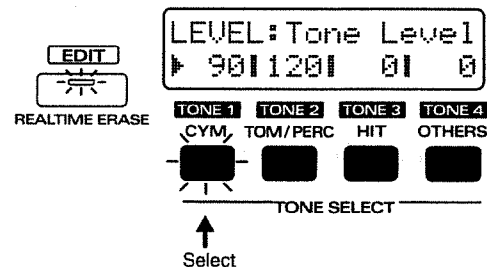 LEVEL:Tone Level
▶ 90 120 0 0
EDIT
REALTIME ERASE
TONE 1 TONE 2 TONE 3 TONE 4
CYM TOM/PERC HIT OTHERS
TONE SELECT
Select